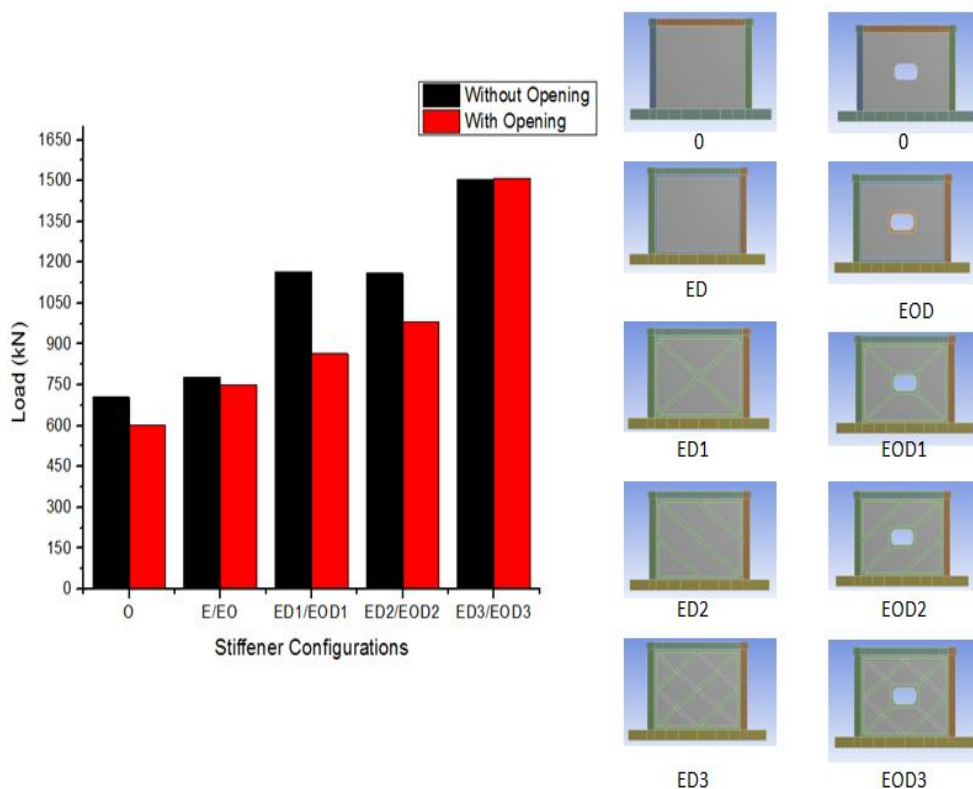 Without Opening
With Opening
1650
1500
1350
1200
1050
900
750
600
450
300
150
0
Load (kN)
O
E/EO
ED1/EOD1
ED2/EOD2
ED3/EOD3
Stiffener Configurations
0
0
ED
EOD
ED1
EOD1
ED2
EOD2
ED3
EOD3